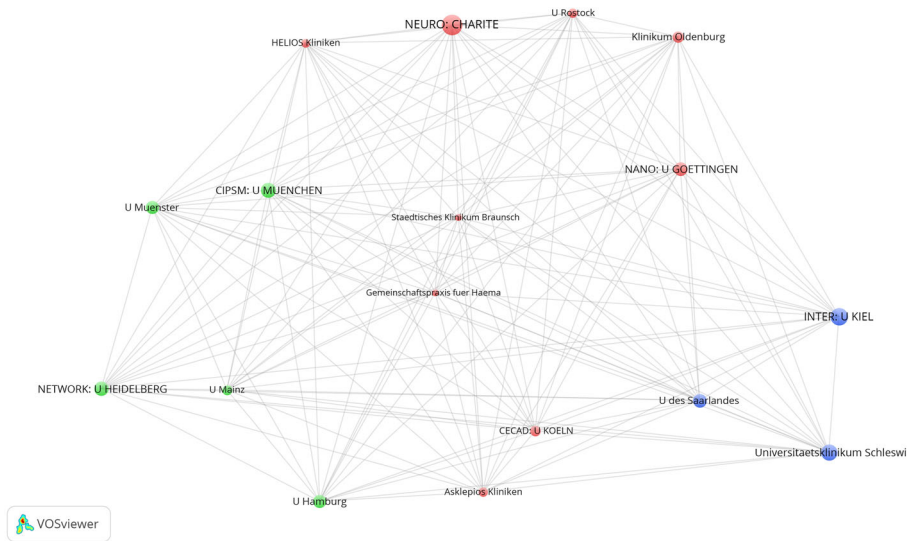 U Rostock
NEURO: CHARITE
Klinikum Oldenburg
HELIOS Kliniken
NANO: U GOETTINGEN
CIPSM: U MUENCHEN
U Muenster
Staedtisches Klinikum Braunsch
Gemeinschaftspraxis fuer Haema
INTER: U KIEL
NETWORK: U HEIDELBERG
U Mainz
U des Saarlandes
CECAD: U KOELN
Universitaetsklinikum Schleswi
Asklepios Kliniken
U Hamburg
VOSviewer